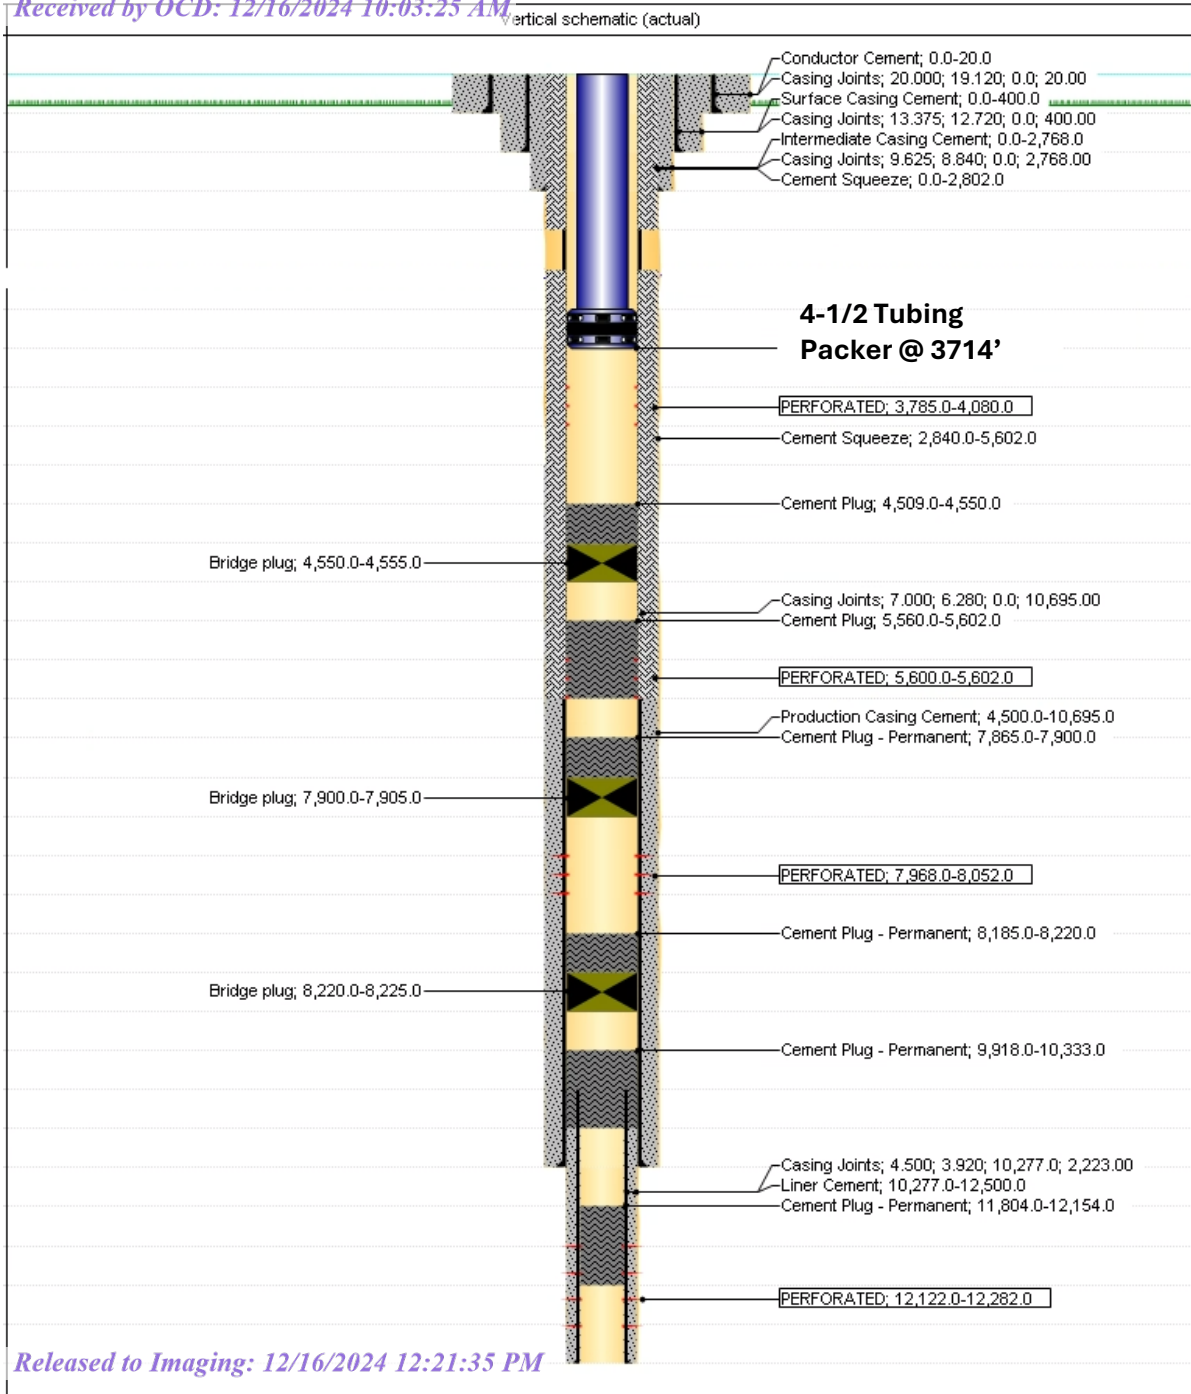 Received by OCD: 12/16/2024 10:03:25 AM
Vertical schematic (actual)
Conductor Cement; 0.0-20.0
Casing Joints; 20.000; 19.120; 0.0; 20.00
Surface Casing Cement; 0.0-400.0
Casing Joints; 13.375; 12.720; 0.0; 400.00
Intermediate Casing Cement; 0.0-2,768.0
Casing Joints; 9.625; 8.840; 0.0; 2,768.00
Cement Squeeze; 0.0-2,802.0
4-1/2 Tubing
Packer @ 3714’
PERFORATED; 3,785.0-4,080.0
Cement Squeeze; 2,840.0-5,602.0
Cement Plug; 4,509.0-4,550.0
Bridge plug; 4,550.0-4,555.0
Casing Joints; 7.000; 6.280; 0.0; 10,695.00
Cement Plug; 5,560.0-5,602.0
PERFORATED; 5,600.0-5,602.0
Production Casing Cement; 4,500.0-10,695.0
Cement Plug - Permanent; 7,865.0-7,900.0
Bridge plug; 7,900.0-7,905.0
PERFORATED; 7,968.0-8,052.0
Cement Plug - Permanent; 8,185.0-8,220.0
Bridge plug; 8,220.0-8,225.0
Cement Plug - Permanent; 9,918.0-10,333.0
Casing Joints; 4.500; 3.920; 10,277.0; 2,223.00
Liner Cement; 10,277.0-12,500.0
Cement Plug - Permanent; 11,804.0-12,154.0
PERFORATED; 12,122.0-12,282.0
Released to Imaging: 12/16/2024 12:21:35 PM